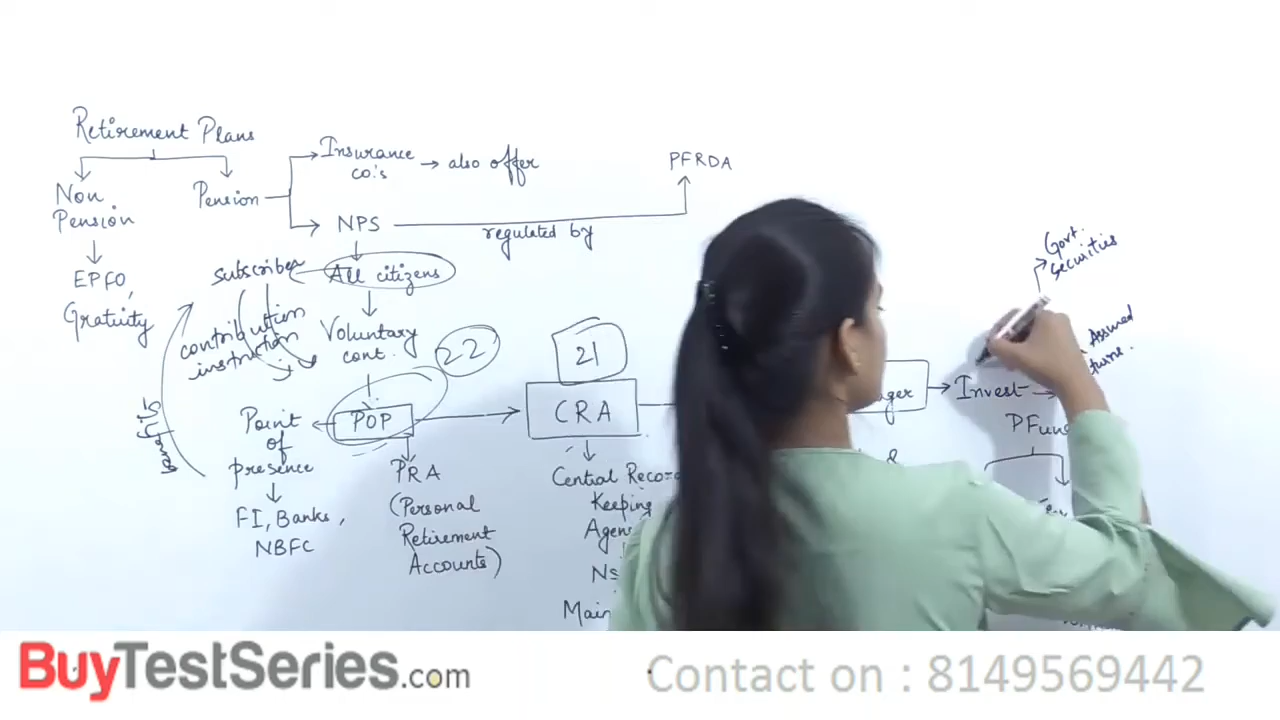 Retirement Plans
Non
Pension
EPFO,
Gratuity
Pension
Insurance
co's
also offer
NPS
regulated by
PFRDA
subscriber
All citizens
contribution
instruction
Voluntary
cont.
22
21
POP
CRA
Point
of
presence
FI, Banks,
NBFC
PRA
(Personal
Retirement
Accounts)
Central Record
Keeping
Invest
Govt.
Securities
Assured
BuyTestSeries.com
Contact on : 8149569442